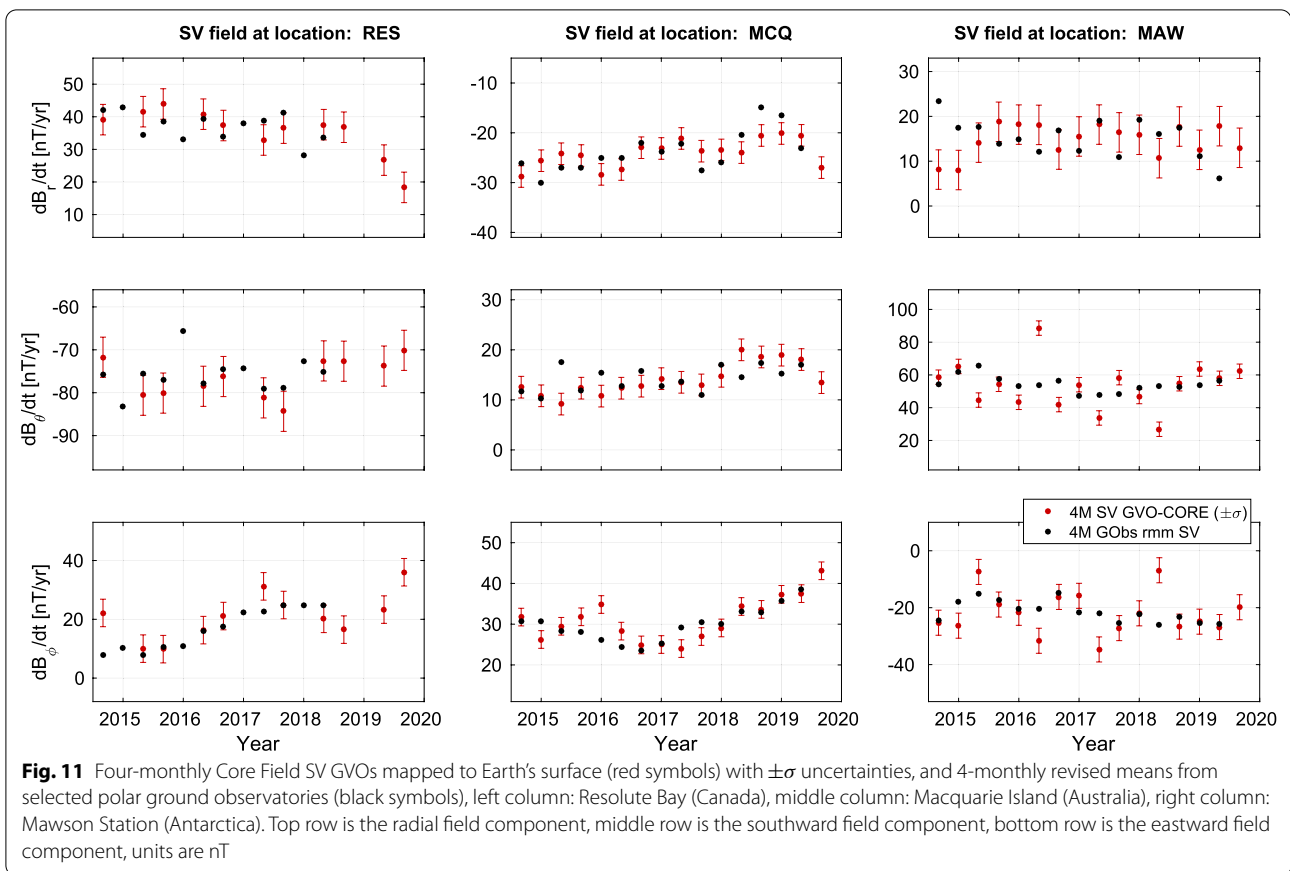 SV field at location: RES
SV field at location: MCQ
SV field at location: MAW
dB_r/dt [nT/yr]
50
40
30
20
10
-10
-20
-30
-40
30
20
10
0
dB_θ/dt [nT/yr]
-60
-70
-80
-90
30
20
10
0
100
80
60
40
20
dB_ϕ/dt [nT/yr]
40
20
0
50
40
30
20
0
-20
-40
4M SV GVO-CORE (±σ)
4M GObs rmm SV
2015 2016 2017 2018 2019 2020
2015 2016 2017 2018 2019 2020
2015 2016 2017 2018 2019 2020
Year
Year
Year
Fig. 11 Four-monthly Core Field SV GVOs mapped to Earth's surface (red symbols) with ±σ uncertainties, and 4-monthly revised means from
selected polar ground observatories (black symbols), left column: Resolute Bay (Canada), middle column: Macquarie Island (Australia), right column:
Mawson Station (Antarctica). Top row is the radial field component, middle row is the southward field component, bottom row is the eastward field
component, units are nT